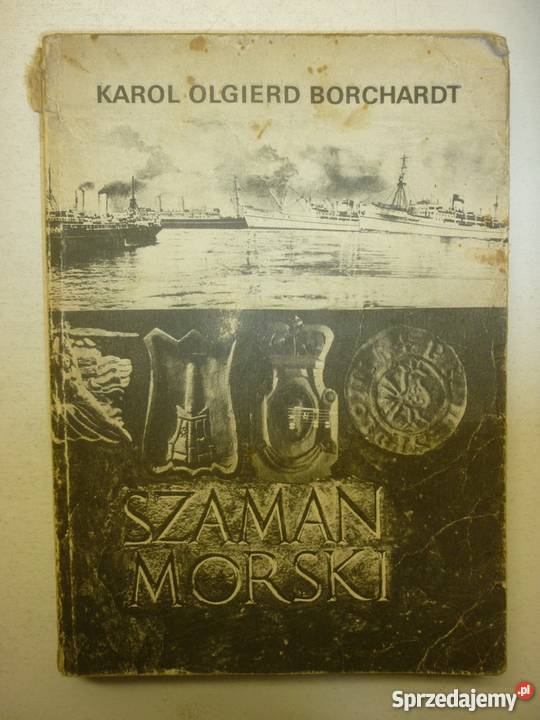 KAROL OLGIERD BORCHARDT
SZAMAN
MORSKI
Sprzedajemy.pl